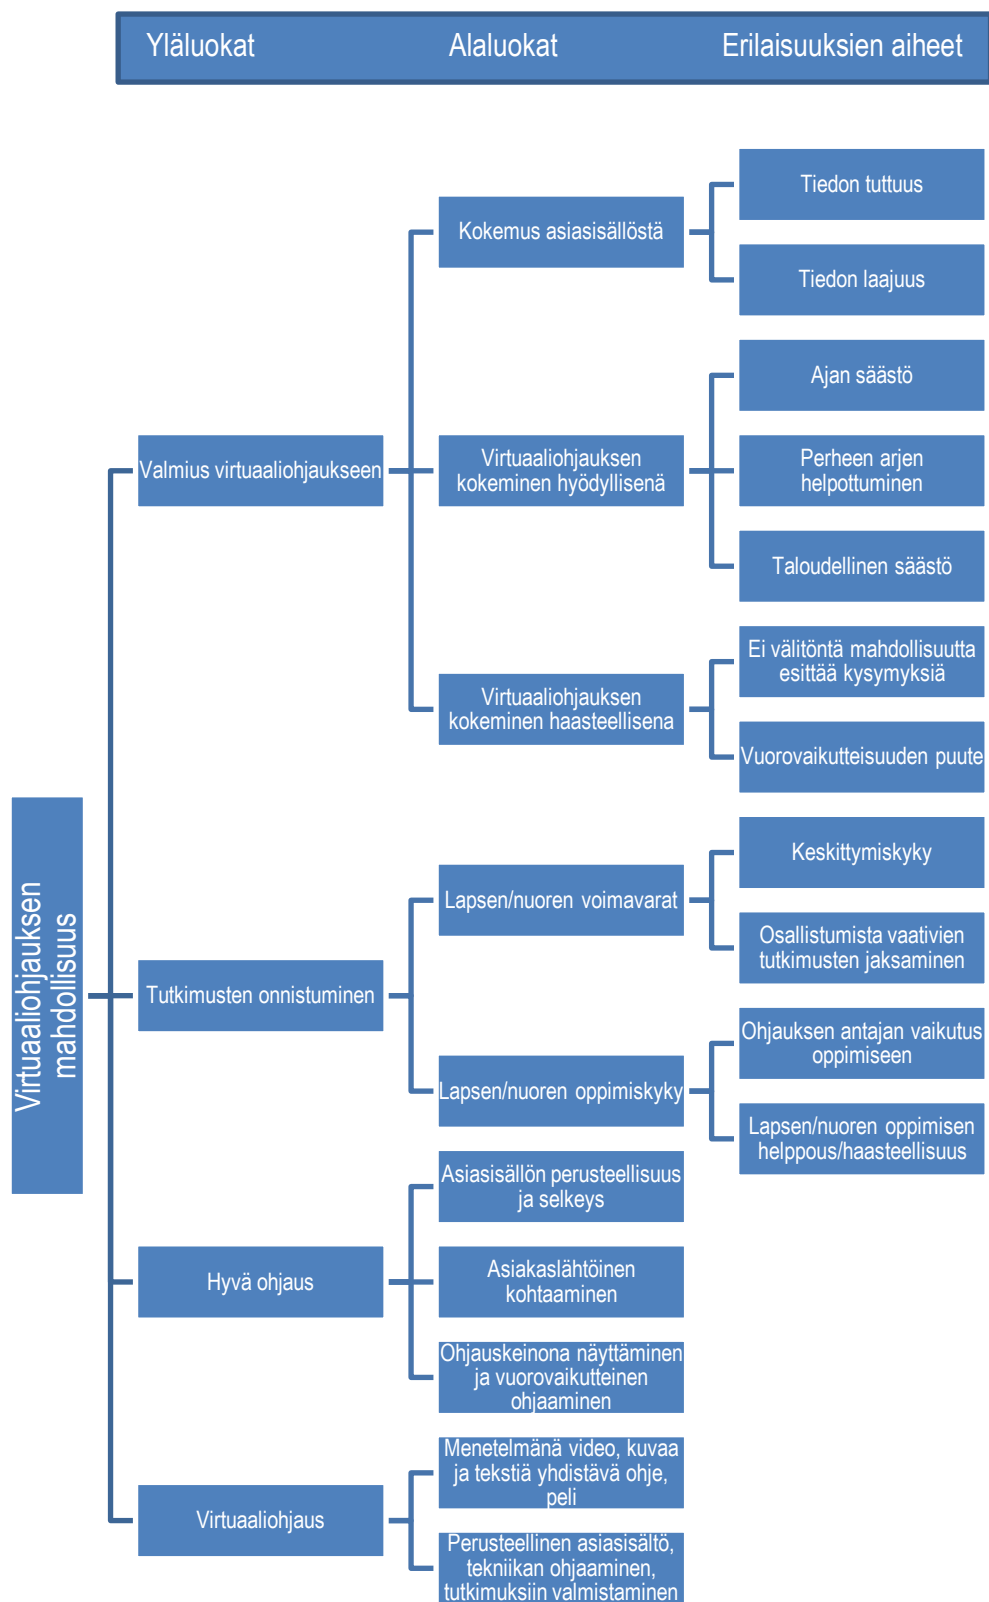 Yläluokat
Alaluokat
Erilaisuuksien aiheet
Virtuaaliohjauksen
mahdollisuus
Valmius virtuaaliohjaukseen
Kokemus asiasisällöstä
Tiedon tuttuus
Tiedon laajuus
Virtuaaliohjauksen
kokeminen hyödyllisenä
Ajan säästö
Perheen arjen
helpottuminen
Taloudellinen säästö
Virtuaaliohjauksen
kokeminen haasteellisena
Ei välitöntä mahdollisuutta
esittää kysymyksiä
Vuorovaikutteisuuden puute
Tutkimusten onnistuminen
Lapsen/nuoren voimavarat
Keskittymiskyky
Osallistumista vaativien
tutkimusten jaksaminen
Lapsen/nuoren oppimiskyky
Ohjauksen antajan vaikutus
oppimiseen
Lapsen/nuoren oppimisen
helppous/haasteellisuus
Hyvä ohjaus
Asiasisällön perusteellisuus
ja selkeys
Asiakaslähtöinen
kohtaaminen
Ohjauskeinona näyttäminen
ja vuorovaikutteinen
ohjaaminen
Virtuaaliohjaus
Menetelmänä video, kuvaa
ja tekstiä yhdistävä ohje,
peli
Perusteellinen asiasisältö,
tekniikan ohjaaminen,
tutkimuksiin valmistaminen